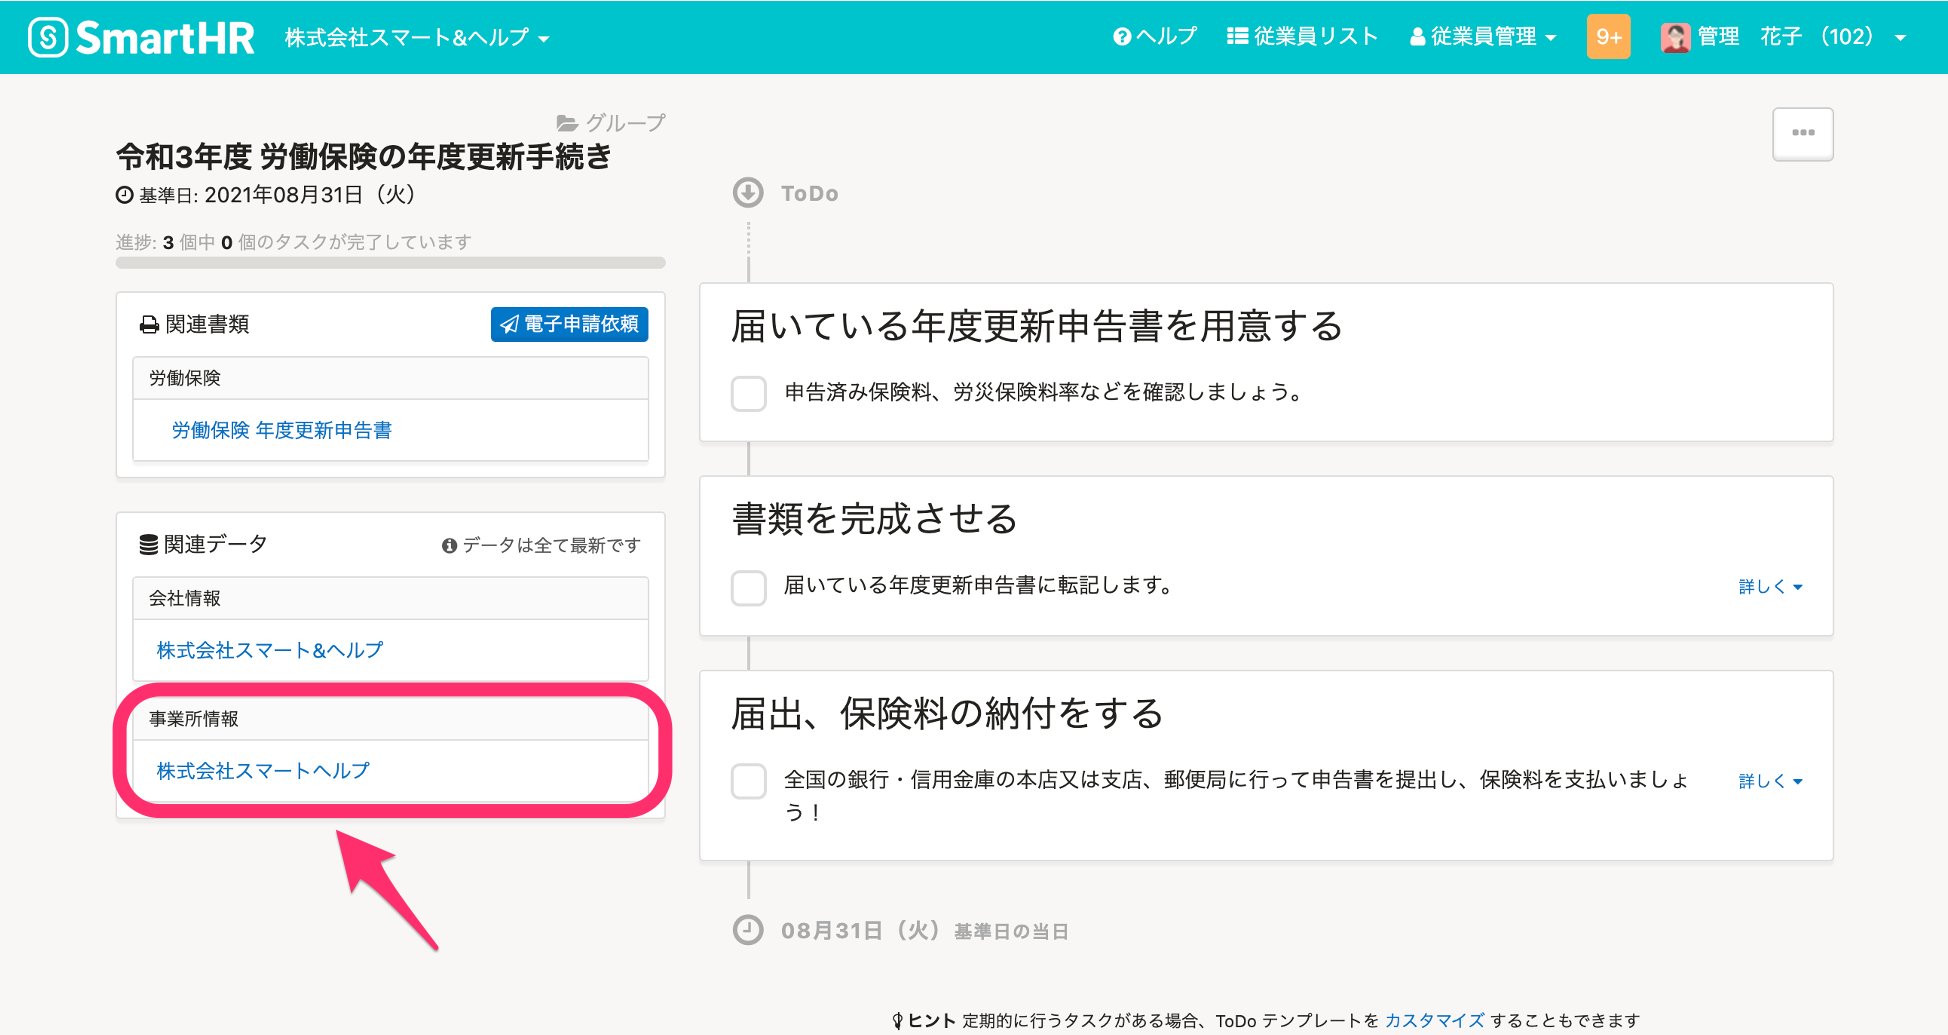 SmartHR 株式会社スマート&ヘルプ ヘルプ 従業員リスト 従業員管理 9+ 管理 花子 （102）
グループ
令和3年度 労働保険の年度更新手続き
基準日: 2021年08月31日（火）
進捗: 3 個中 0 個のタスクが完了しています
関連書類 電子申請依頼
労働保険
労働保険 年度更新申告書
関連データ データは全て最新です
会社情報
株式会社スマート&ヘルプ
事業所情報
株式会社スマートヘルプ
ToDo
届いている年度更新申告書を用意する
申告済み保険料、労災保険料率などを確認しましょう。
書類を完成させる
届いている年度更新申告書に転記します。 詳しく
届出、保険料の納付をする
全国の銀行・信用金庫の本店又は支店、郵便局に行って申告書を提出し、保険料を支払いましょ 詳しく
う！
08月31日（火）基準日の当日
ヒント 定期的に行うタスクがある場合、ToDo テンプレートを カスタマイズ することもできます